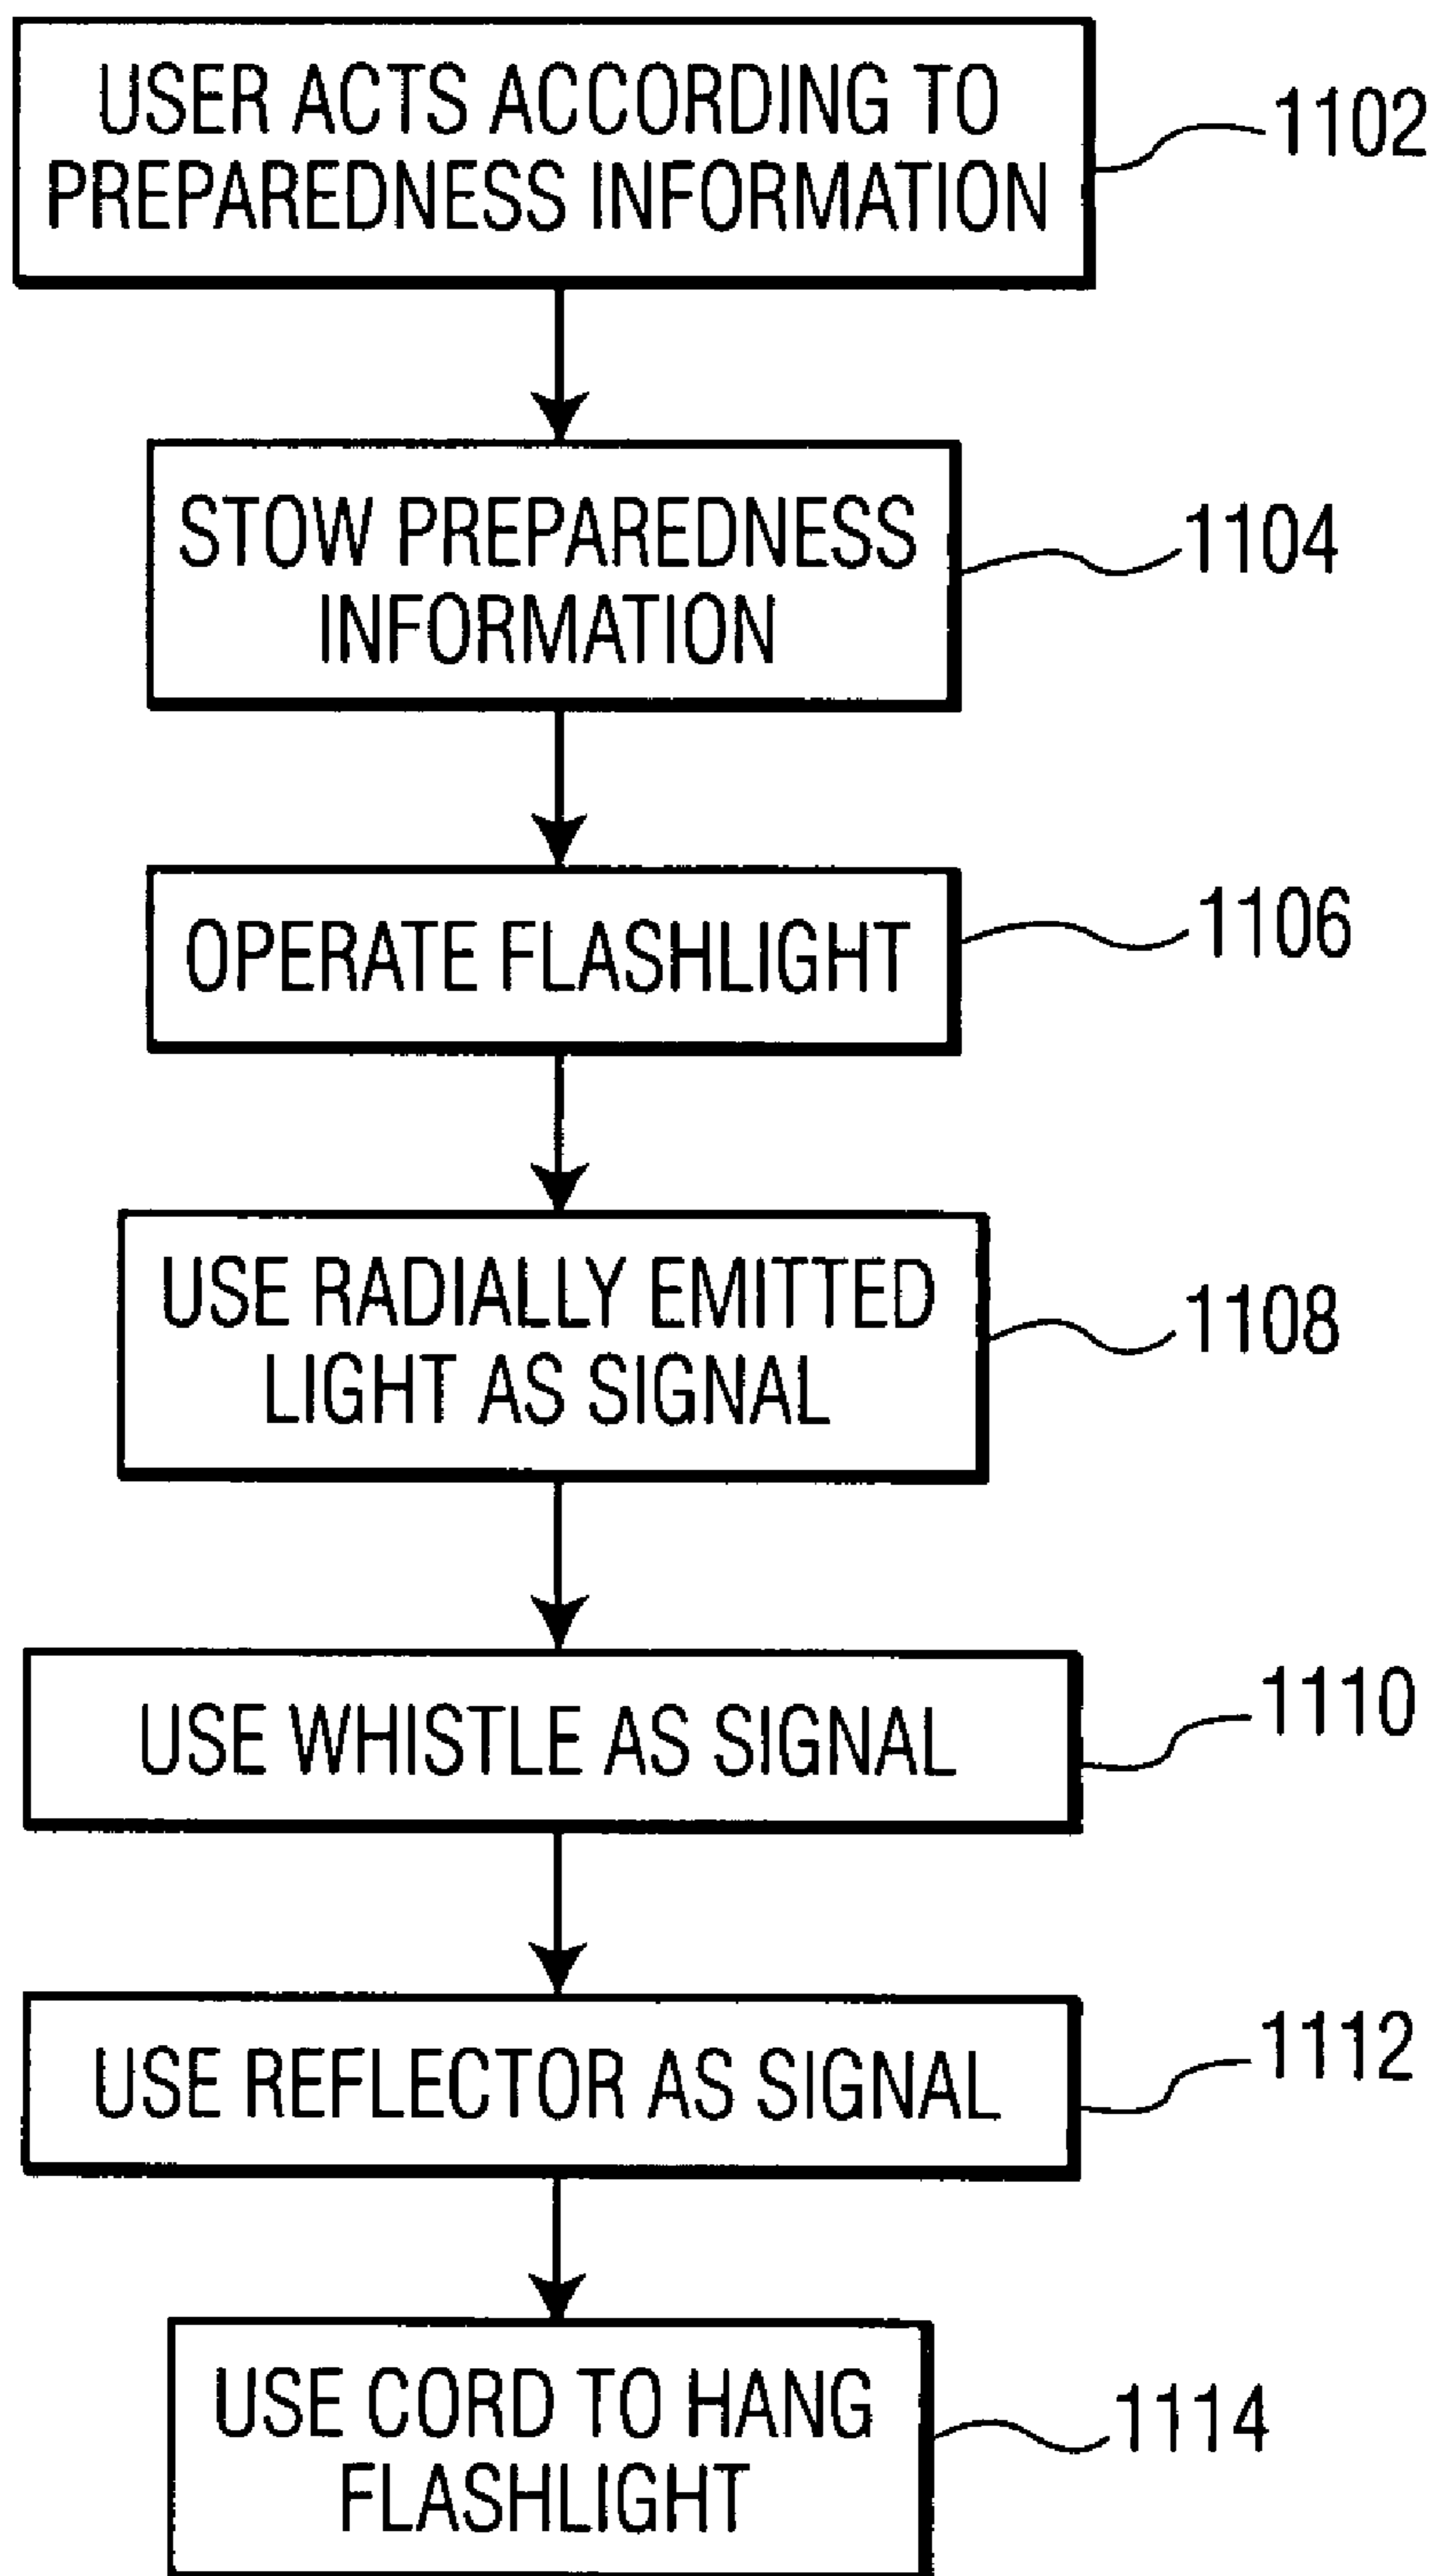 USER ACTS ACCORDING TO
PREPAREDNESS INFORMATION
1102
STOW PREPAREDNESS
INFORMATION
1104
OPERATE FLASHLIGHT
1106
USE RADIALLY EMITTED
LIGHT AS SIGNAL
1108
USE WHISTLE AS SIGNAL
1110
USE REFLECTOR AS SIGNAL
1112
USE CORD TO HANG
FLASHLIGHT
1114